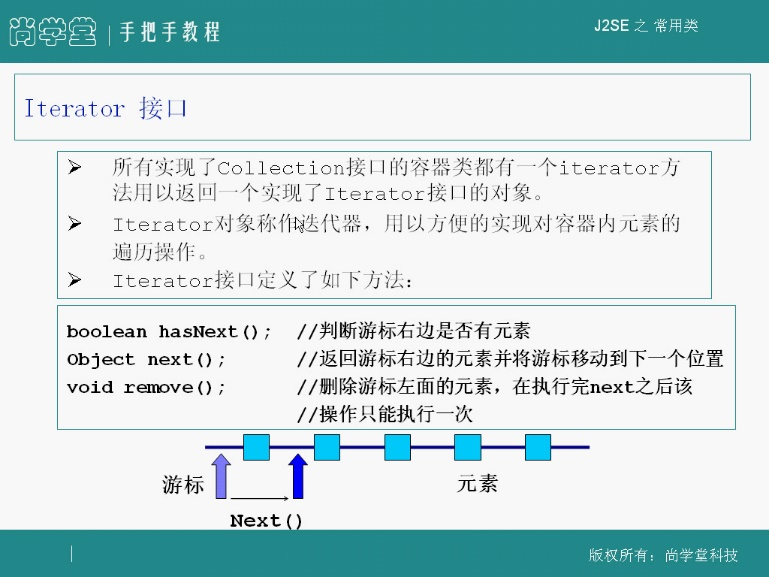 尚学堂 | 手把手教程
J2SE 之 常用类
Iterator 接口
➢ 所有实现了Collection接口的容器类都有一个iterator方
法用以返回一个实现了Iterator接口的对象。
➢ Iterator对象称作迭代器，用以方便的实现对容器内元素的
遍历操作。
➢ Iterator接口定义了如下方法：
boolean hasNext(); //判断游标右边是否有元素
Object next(); //返回游标右边的元素并将游标移动到下一个位置
void remove(); //删除游标左面的元素，在执行完next之后该
//操作只能执行一次
游标
元素
Next()
版权所有：尚学堂科技